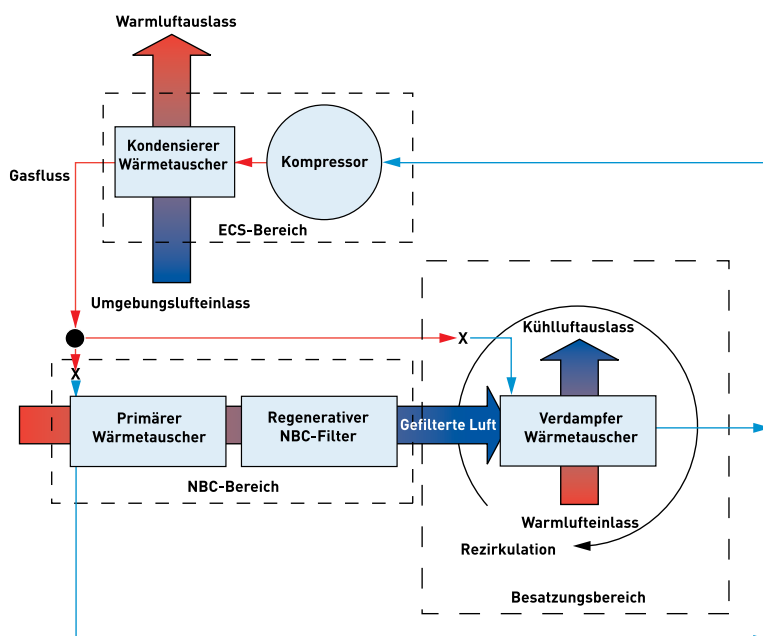 Warmluftauslass
Kondensierer
Wärmetauscher
Kompressor
Gasfluss
ECS-Bereich
Umgebungslufteinlass
Kühlluftauslass
X
X
Primärer
Wärmetauscher
Regenerativer
NBC-Filter
Gefilterte Luft
Verdampfer
Wärmetauscher
NBC-Bereich
Warmlufteinlass
Rezirkulation
Besatzungsbereich